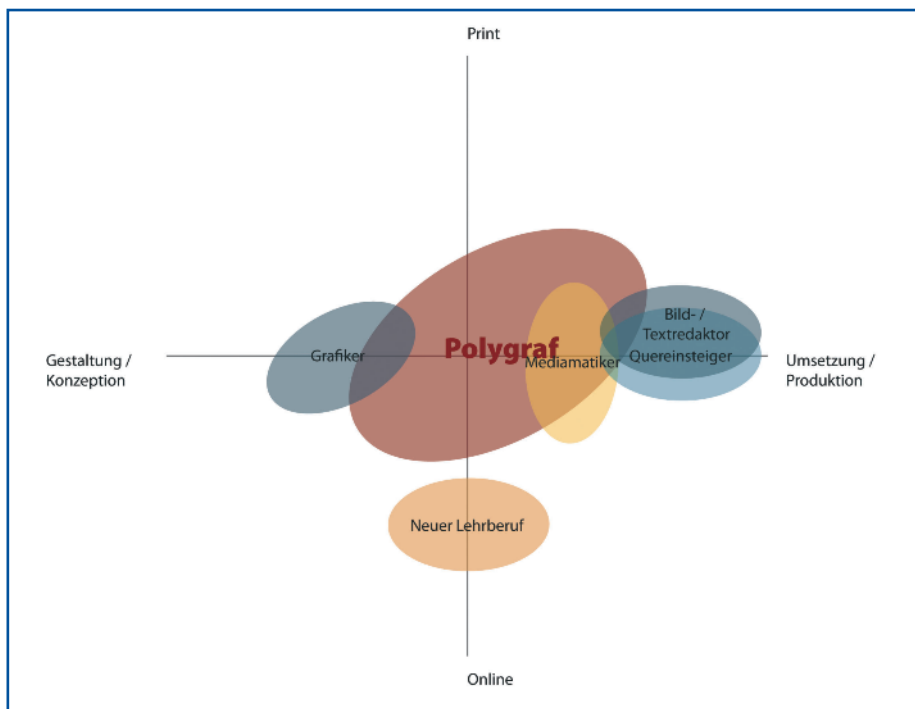 Print
Bild- /
Textredaktor
Polygraf
Grafiker
Mediamatiker
Quereinsteiger
Gestaltung /
Konzeption
Umsetzung /
Produktion
Neuer Lehrberuf
Online